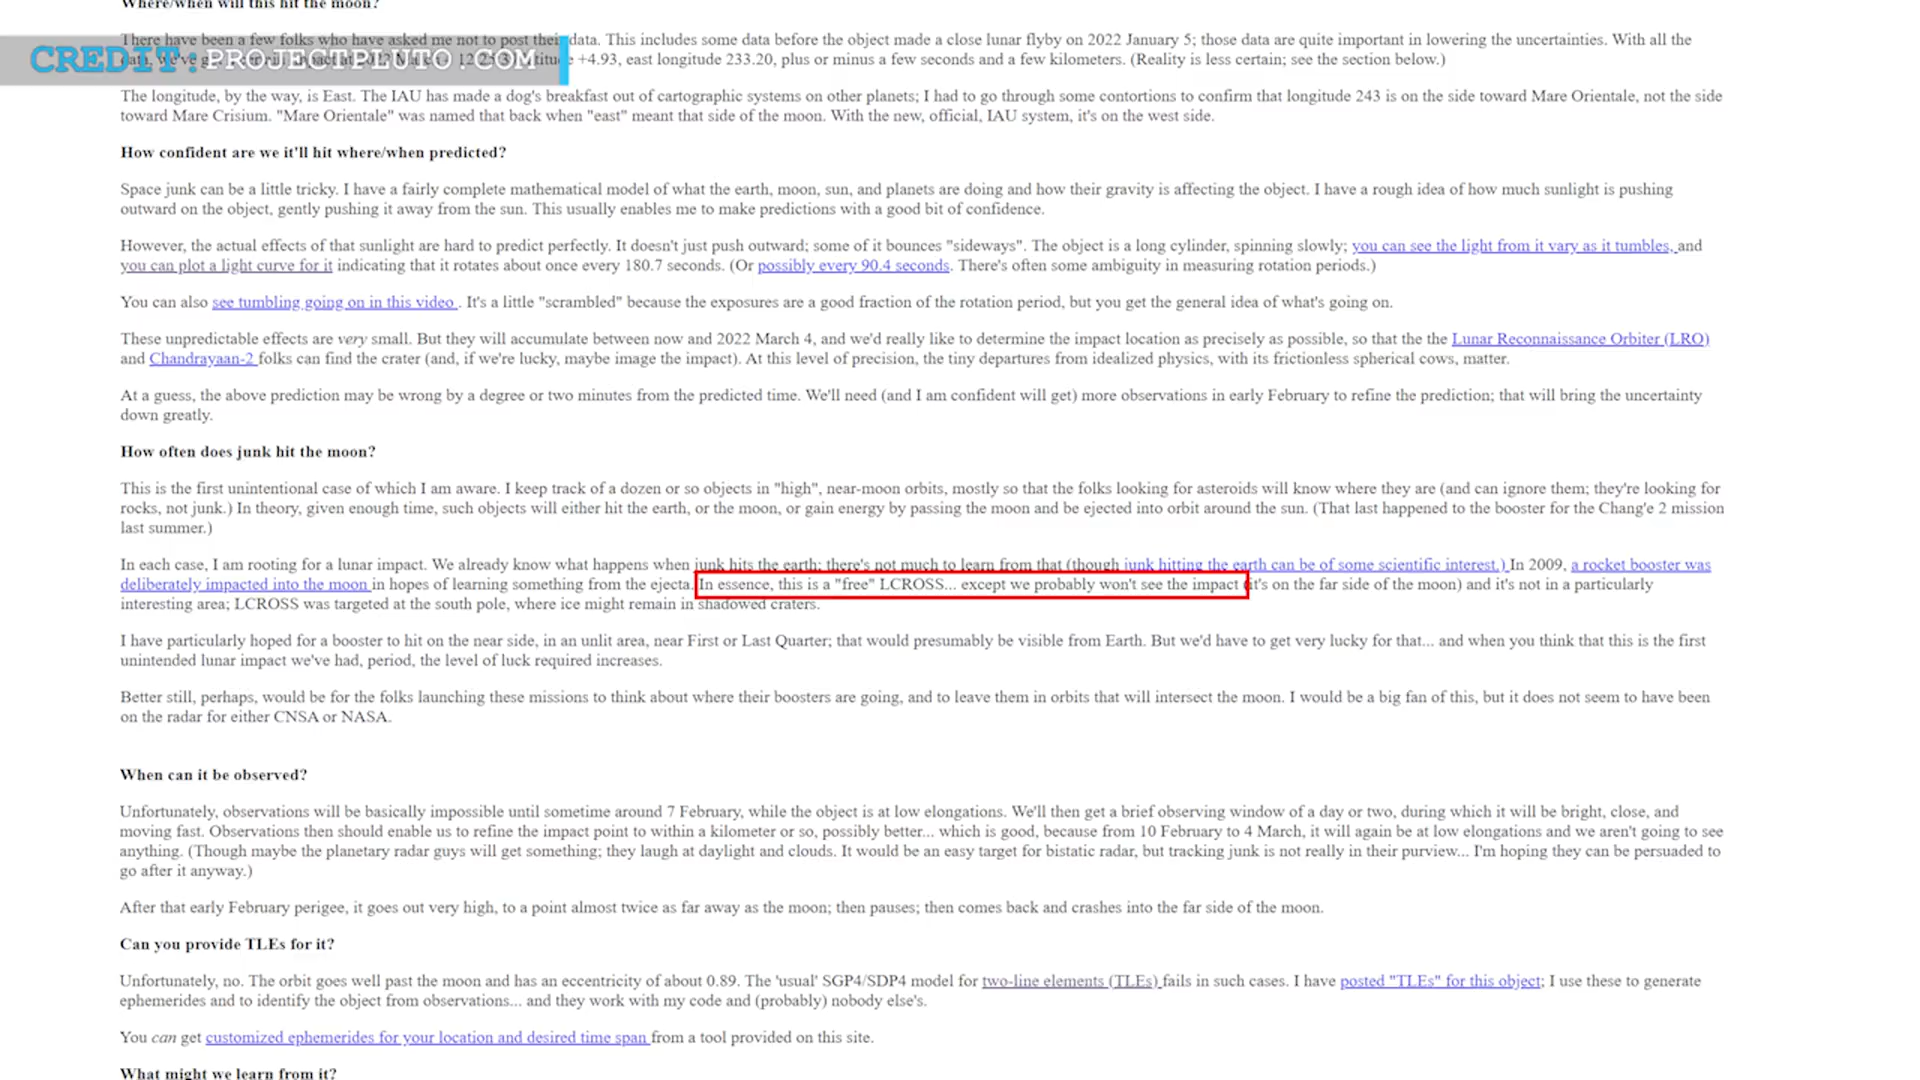 Where/when will this hit the moon?
There have been a few folks who have asked me not to post their data. This includes some data before the object made a close lunar flyby on 2022 January 5; those data are quite important in lowering the uncertainties. With all the
CREDIT: PROJECTPLUTO.COM
+4.93, east longitude 233.20, plus or minus a few seconds and a few kilometers. (Reality is less certain; see the section below.)
The longitude, by the way, is East. The IAU has made a dog's breakfast out of cartographic systems on other planets; I had to go through some contortions to confirm that longitude 243 is on the side toward Mare Orientale, not the side
toward Mare Crisium. "Mare Orientale" was named that back when "east" meant that side of the moon. With the new, official, IAU system, it's on the west side.
How confident are we it'll hit where/when predicted?
Space junk can be a little tricky. I have a fairly complete mathematical model of what the earth, moon, sun, and planets are doing and how their gravity is affecting the object. I have a rough idea of how much sunlight is pushing
outward on the object, gently pushing it away from the sun. This usually enables me to make predictions with a good bit of confidence.
However, the actual effects of that sunlight are hard to predict perfectly. It doesn't just push outward; some of it bounces "sideways". The object is a long cylinder, spinning slowly; you can see the light from it vary as it tumbles, and
you can plot a light curve for it indicating that it rotates about once every 180.7 seconds. (Or possibly every 90.4 seconds. There's often some ambiguity in measuring rotation periods.)
You can also see tumbling going on in this video . It's a little "scrambled" because the exposures are a good fraction of the rotation period, but you get the general idea of what's going on.
These unpredictable effects are very small. But they will accumulate between now and 2022 March 4, and we'd really like to determine the impact location as precisely as possible, so that the the Lunar Reconnaissance Orbiter (LRO)
and Chandrayaan-2 folks can find the crater (and, if we're lucky, maybe image the impact). At this level of precision, the tiny departures from idealized physics, with its frictionless spherical cows, matter.
At a guess, the above prediction may be wrong by a degree or two minutes from the predicted time. We'll need (and I am confident will get) more observations in early February to refine the prediction; that will bring the uncertainty
down greatly.
How often does junk hit the moon?
This is the first unintentional case of which I am aware. I keep track of a dozen or so objects in "high", near-moon orbits, mostly so that the folks looking for asteroids will know where they are (and can ignore them; they're looking for
rocks, not junk.) In theory, given enough time, such objects will either hit the earth, or the moon, or gain energy by passing the moon and be ejected into orbit around the sun. (That last happened to the booster for the Chang'e 2 mission
last summer.)
In each case, I am rooting for a lunar impact. We already know what happens when junk hits the earth; there's not much to learn from that (though junk hitting the earth can be of some scientific interest.) In 2009, a rocket booster was
deliberately impacted into the moon in hopes of learning something from the ejecta. In essence, this is a "free" LCROSS... except we probably won't see the impact (it's on the far side of the moon) and it's not in a particularly
interesting area; LCROSS was targeted at the south pole, where ice might remain in shadowed craters.
I have particularly hoped for a booster to hit on the near side, in an unlit area, near First or Last Quarter; that would presumably be visible from Earth. But we'd have to get very lucky for that... and when you think that this is the first
unintended lunar impact we've had, period, the level of luck required increases.
Better still, perhaps, would be for the folks launching these missions to think about where their boosters are going, and to leave them in orbits that will intersect the moon. I would be a big fan of this, but it does not seem to have been
on the radar for either CNSA or NASA.
When can it be observed?
Unfortunately, observations will be basically impossible until sometime around 7 February, while the object is at low elongations. We'll then get a brief observing window of a day or two, during which it will be bright, close, and
moving fast. Observations then should enable us to refine the impact point to within a kilometer or so, possibly better... which is good, because from 10 February to 4 March, it will again be at low elongations and we aren't going to see
anything. (Though maybe the planetary radar guys will get something; they laugh at daylight and clouds. It would be an easy target for bistatic radar, but tracking junk is not really in their purview... I'm hoping they can be persuaded to
go after it anyway.)
After that early February perigee, it goes out very high, to a point almost twice as far away as the moon; then pauses; then comes back and crashes into the far side of the moon.
Can you provide TLEs for it?
Unfortunately, no. The orbit goes well past the moon and has an eccentricity of about 0.89. The 'usual' SGP4/SDP4 model for two-line elements (TLEs) fails in such cases. I have posted "TLEs" for this object; I use these to generate
ephemerides and to identify the object from observations... and they work with my code and (probably) nobody else's.
You can get customized ephemerides for your location and desired time span from a tool provided on this site.
What might we learn from it?